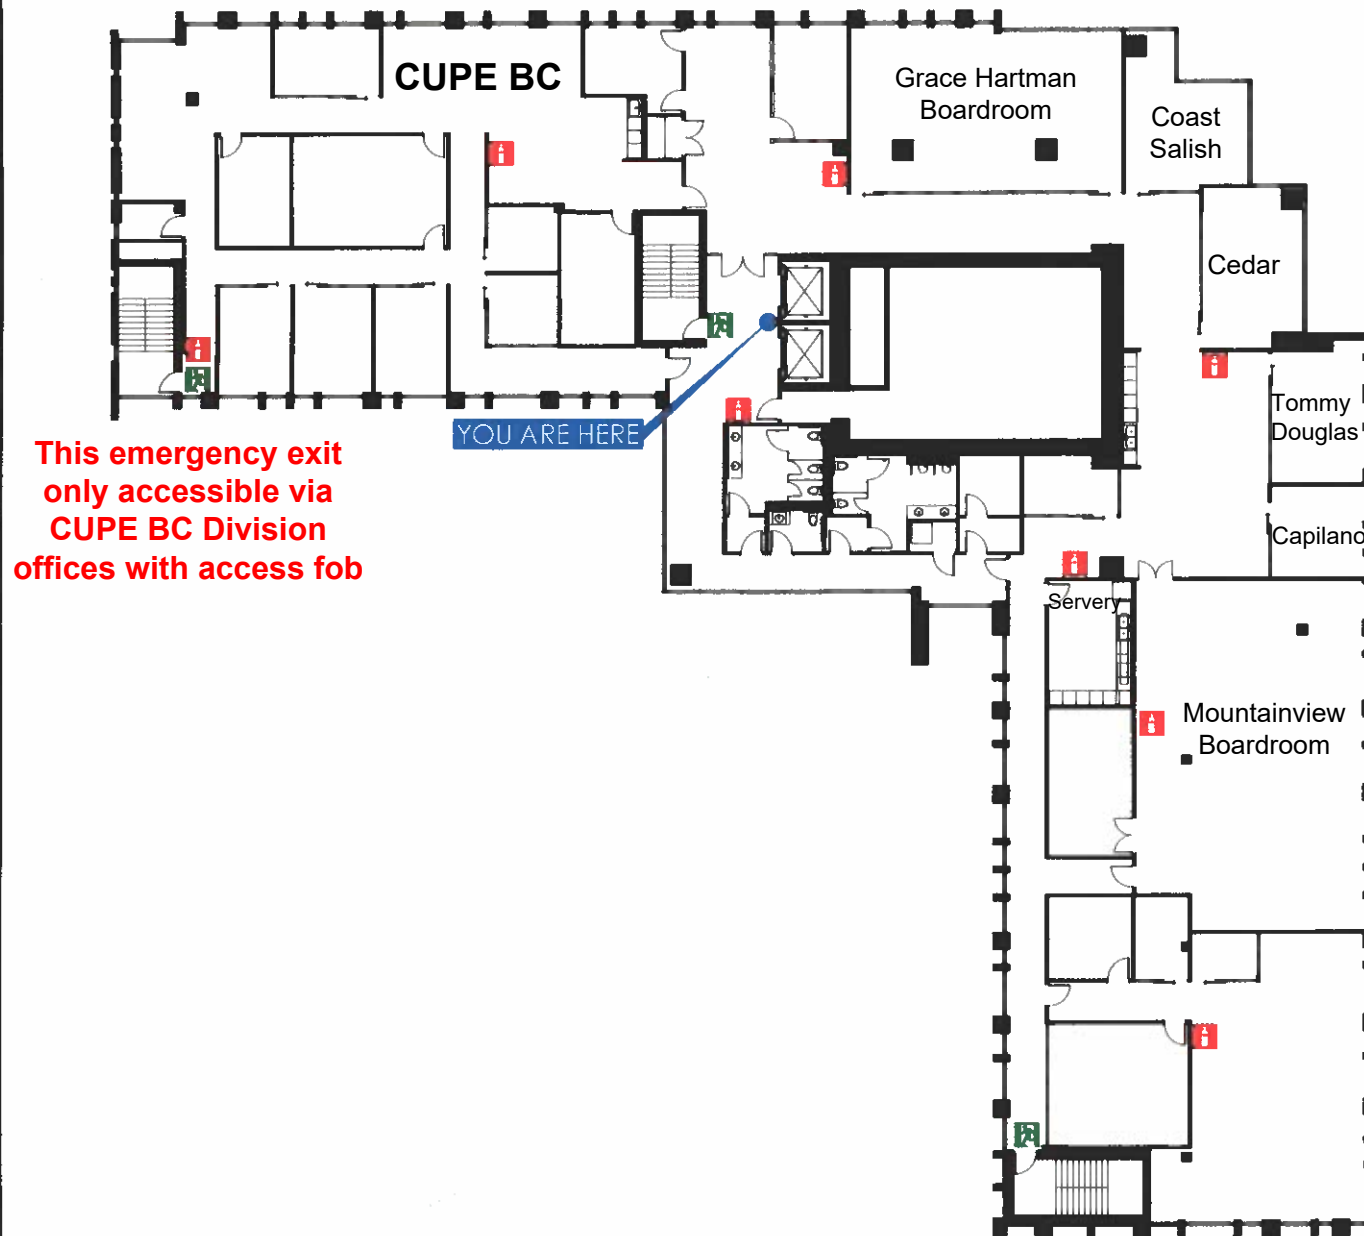 CUPE BC
Grace Hartman
Boardroom
Coast
Salish
Cedar
Tommy
Douglas
Capilano
YOU ARE HERE
This emergency exit
only accessible via
CUPE BC Division
offices with access fob
Servery
Mountainview
Boardroom